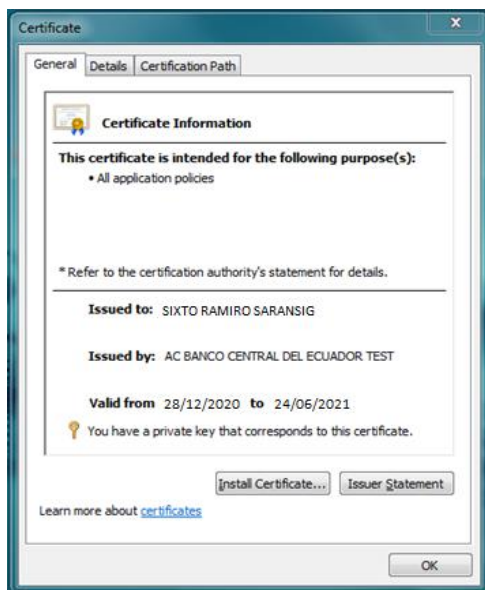 Certificate
General Details Certification Path
Certificate Information
This certificate is intended for the following purpose(s):
• All application policies
* Refer to the certification authority's statement for details.
Issued to: SIXTO RAMIRO SARANSIG
Issued by: AC BANCO CENTRAL DEL ECUADOR TEST
Valid from 28/12/2020 to 24/06/2021
You have a private key that corresponds to this certificate.
Install Certificate... Issuer Statement
Learn more about certificates
OK